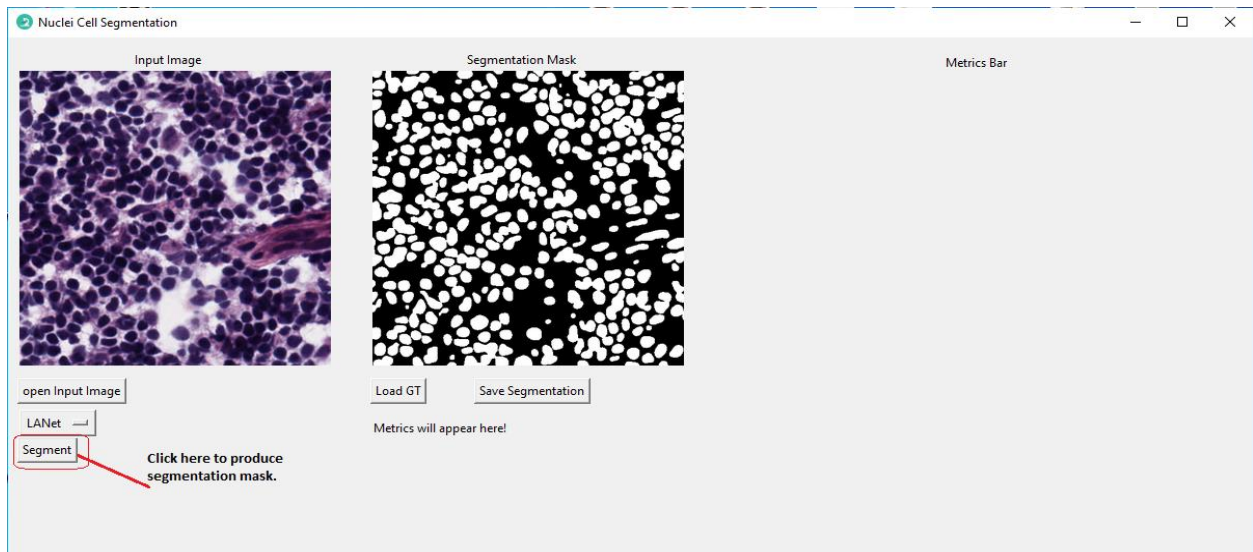 Nuclei Cell Segmentation
Input Image
Segmentation Mask
Metrics Bar
open Input Image
Load GT
Save Segmentation
LANet
Metrics will appear here!
Segment
Click here to produce
segmentation mask.